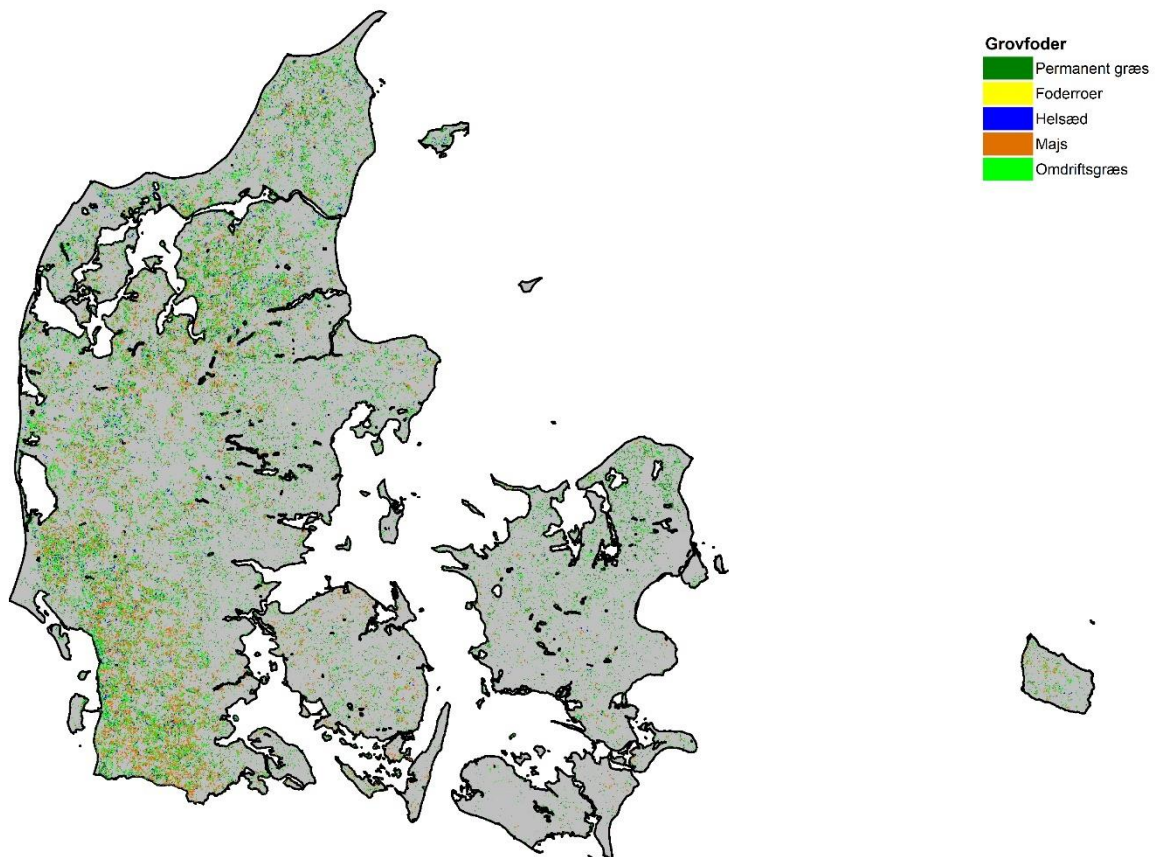 Grovfoder
Permanent græs
Foderroer
Helsæd
Majs
Omdriftsgræs